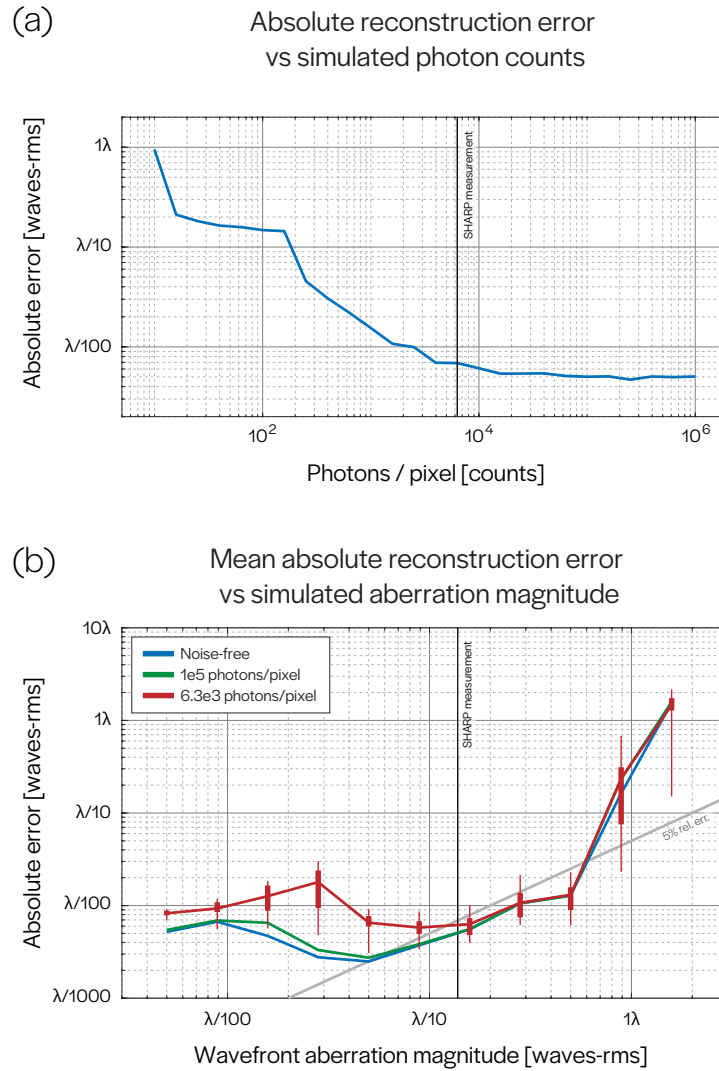 (a)
Absolute reconstruction error
vs simulated photon counts
Absolute error [waves-rms]
1λ
λ/10
λ/100
SHARP measurement
10²
10⁴
10⁶
Photons / pixel [counts]
(b)
Mean absolute reconstruction error
vs simulated aberration magnitude
Absolute error [waves-rms]
10λ
1λ
λ/10
λ/100
λ/1000
Noise-free
1e5 photons/pixel
6.3e3 photons/pixel
SHARP measurement
5% rel. err.
λ/100
λ/10
1λ
Wavefront aberration magnitude [waves-rms]